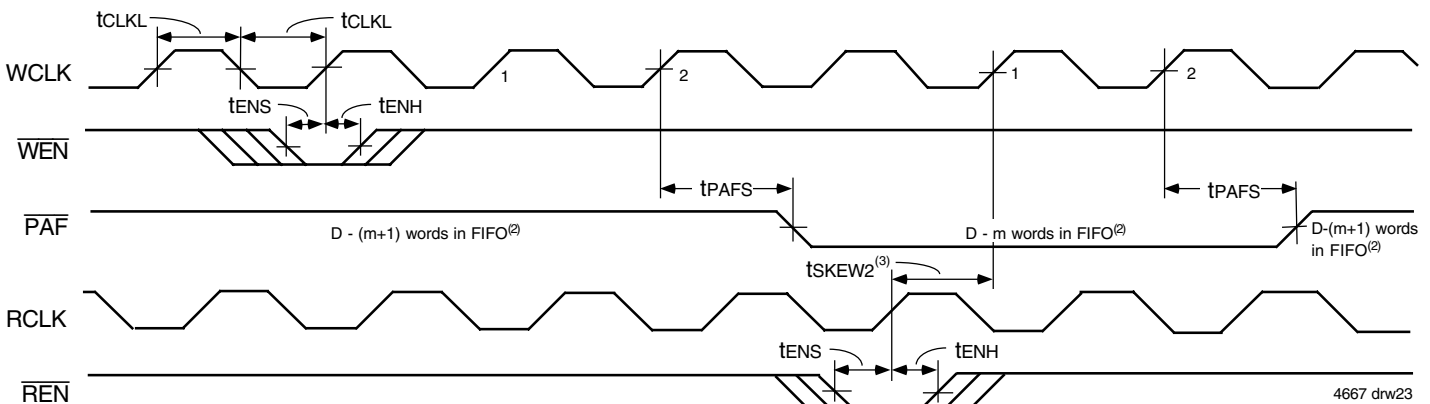 tCLKL tCLKL
WCLK 1 2 1 2
tENS tENH
WEN
tPAFS tPAFS
PAF
D - (m+1) words in FIFO(2)
D - m words in FIFO(2)
D-(m+1) words
in FIFO(2)
tSKEW2(3)
RCLK
tENS tENH
REN
4667 drw23